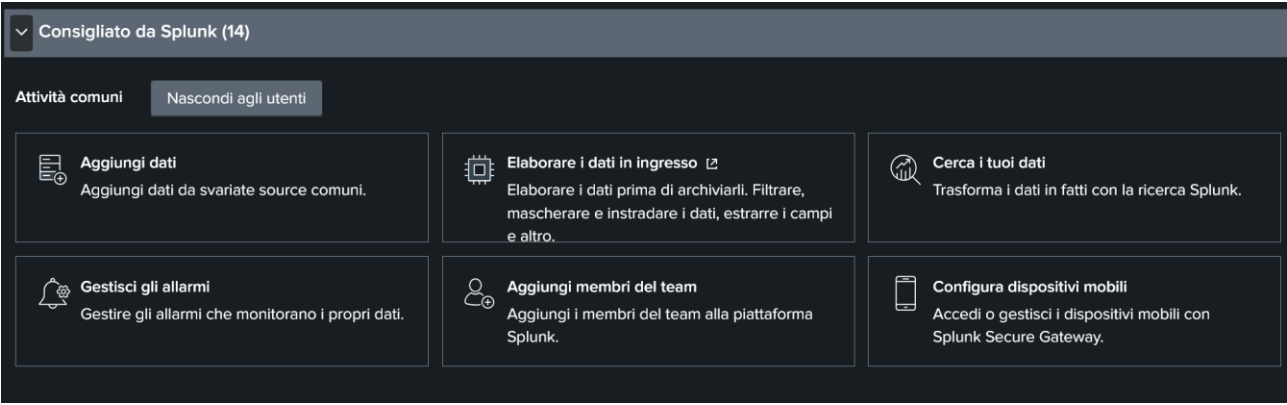 Consigliato da Splunk (14)
Attività comuni
Nascondi agli utenti
Aggiungi dati
Aggiungi dati da svariate source comuni.
Elaborare i dati in ingresso
Elaborare i dati prima di archiviarli. Filtrare,
mascherare e instradare i dati, estrarre i campi
e altro.
Cerca i tuoi dati
Trasforma i dati in fatti con la ricerca Splunk.
Gestisci gli allarmi
Gestire gli allarmi che monitorano i propri dati.
Aggiungi membri del team
Aggiungi i membri del team alla piattaforma
Splunk.
Configura dispositivi mobili
Accedi o gestisci i dispositivi mobili con
Splunk Secure Gateway.